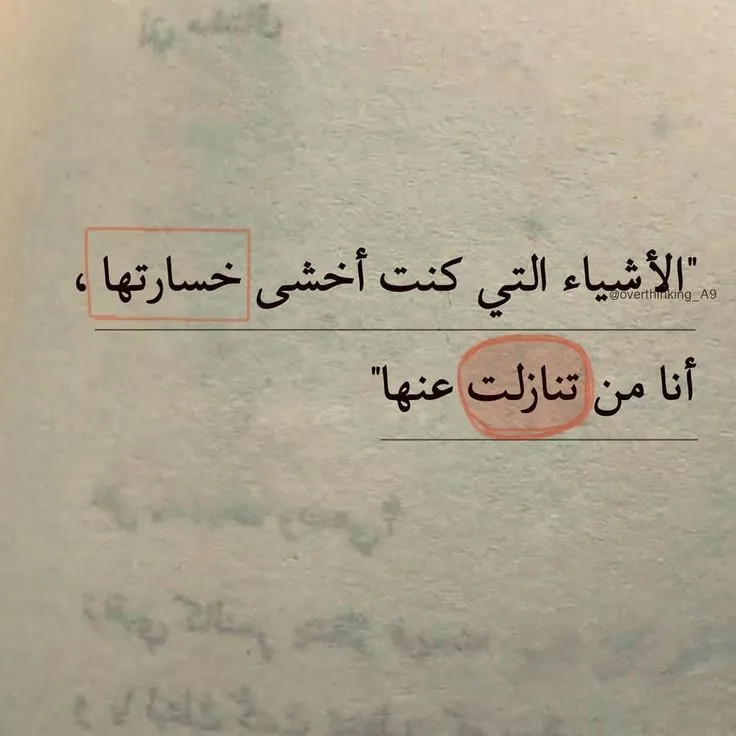 "الأشياء التي كنت أخشى خسارتها ،
@overthinking_A9
أنا من تنازلت عنها"